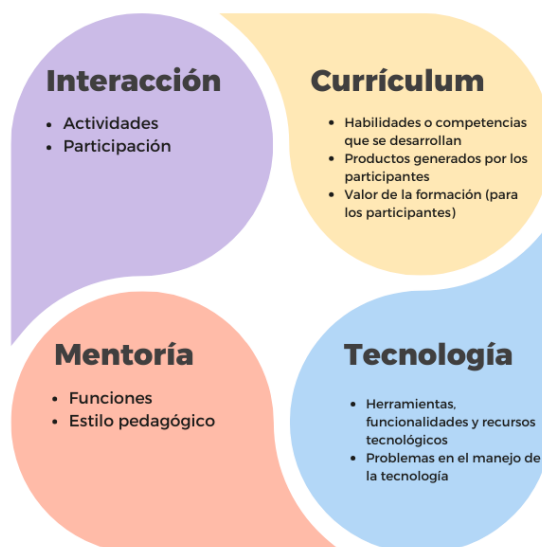 Interacción
• Actividades
• Participación
Currículum
• Habilidades o competencias
que se desarrollan
• Productos generados por los
participantes
• Valor de la formación (para
los participantes)
Mentoría
• Funciones
• Estilo pedagógico
Tecnología
• Herramientas,
funcionalidades y recursos
tecnológicos
• Problemas en el manejo de
la tecnología